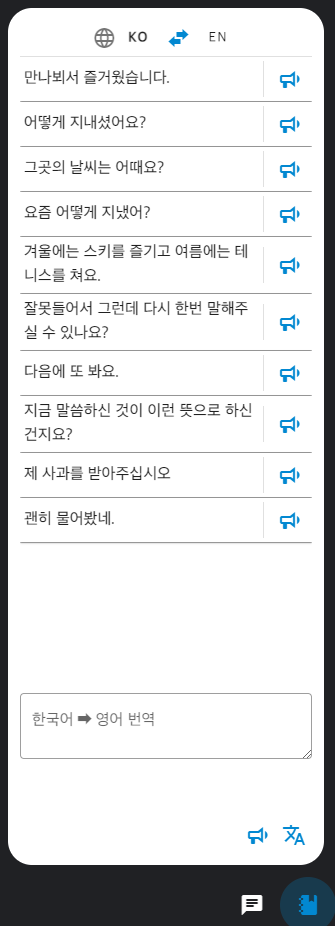 KO EN
만나뵈서 즐거웠습니다.
어떻게 지내셨어요?
그곳의 날씨는 어때요?
요즘 어떻게 지냈어?
겨울에는 스키를 즐기고 여름에는 테
니스를 쳐요.
잘못들어서 그런데 다시 한번 말해주
실 수 있나요?
다음에 또 봐요.
지금 말씀하신 것이 이런 뜻으로 하신
건지요?
제 사과를 받아주십시오
괜히 물어봤네.
한국어 ➡ 영어 번역